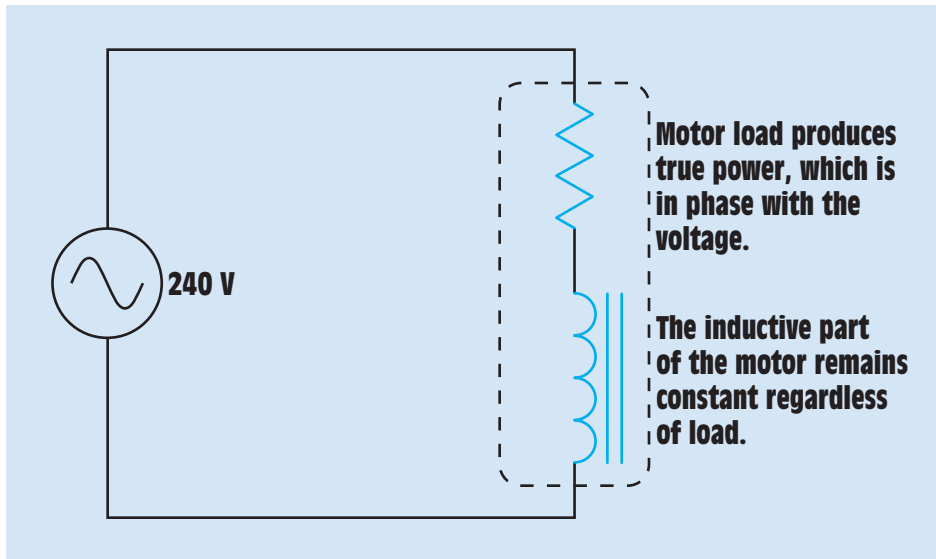 240 V
Motor load produces
true power, which is
in phase with the
voltage.
The inductive part
of the motor remains
constant regardless
of load.